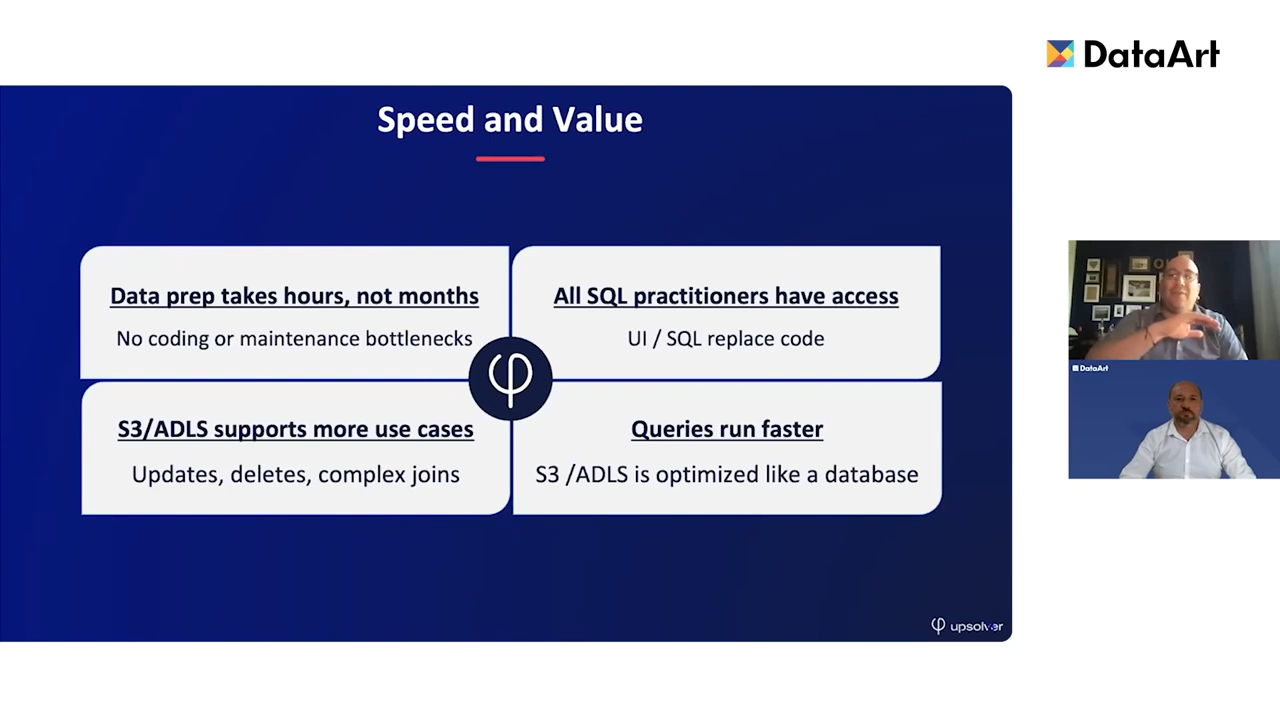 DataArt
Speed and Value
Data prep takes hours, not months
No coding or maintenance bottlenecks
All SQL practitioners have access
UI / SQL replace code
φ
S3/ADLS supports more use cases
Updates, deletes, complex joins
Queries run faster
S3 /ADLS is optimized like a database
DataArt
φ upsolver